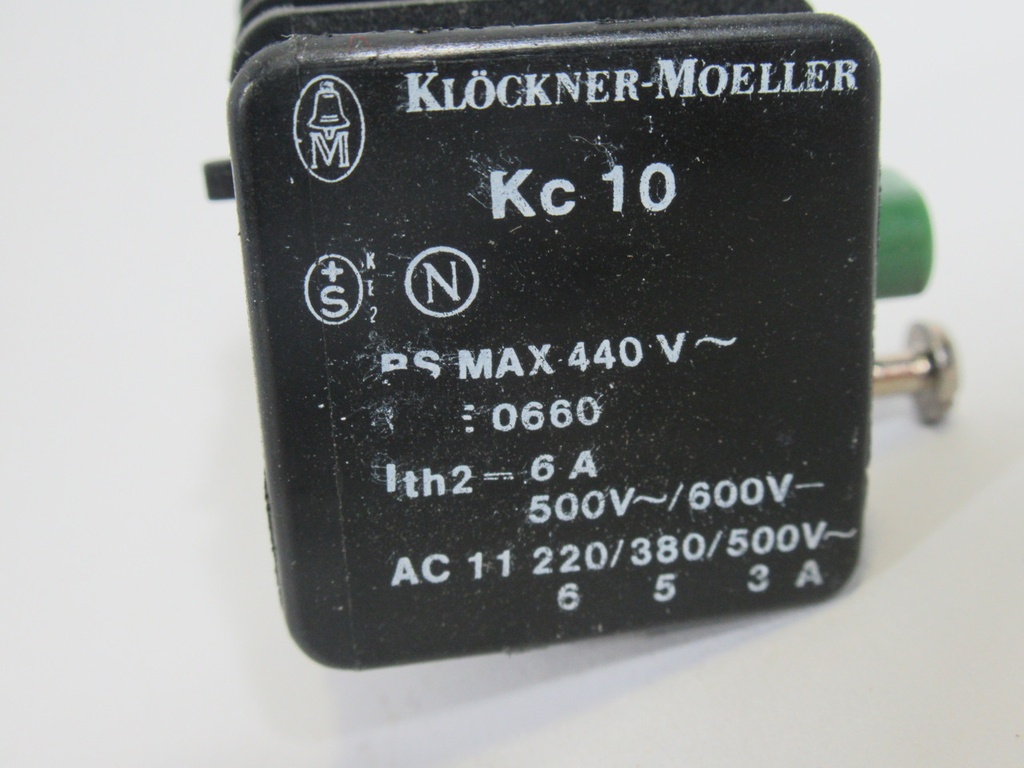 KLÖCKNER-MOELLER
M
Kc 10
+S
KE2
N
MAX 440 V~
0660
Ith2 = 6 A
500V~/600V–
AC 11 220/380/500V~
6 5 3 A